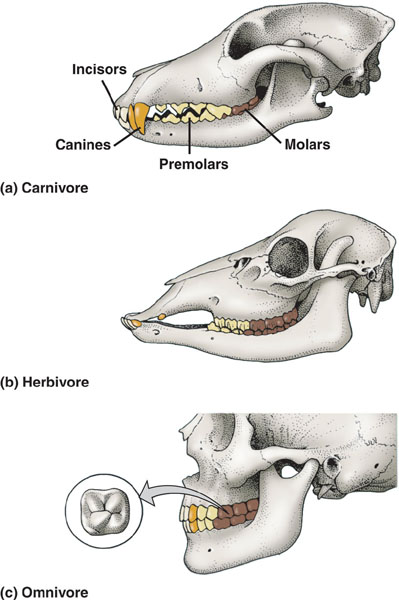 Incisors
Canines
Premolars
Molars
(a) Carnivore
(b) Herbivore
(c) Omnivore